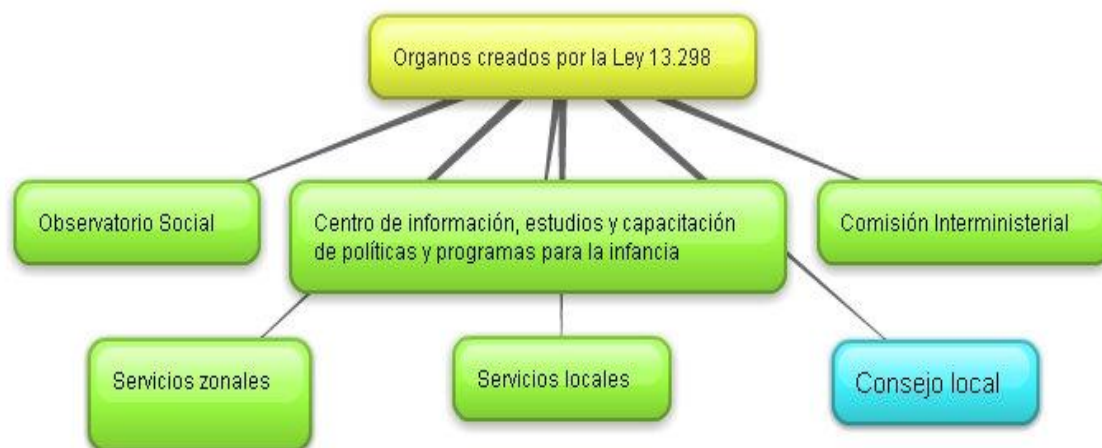 Organos creados por la Ley 13.298
Observatorio Social
Centro de información, estudios y capacitación
de políticas y programas para la infancia
Comisión Interministerial
Servicios zonales
Servicios locales
Consejo local